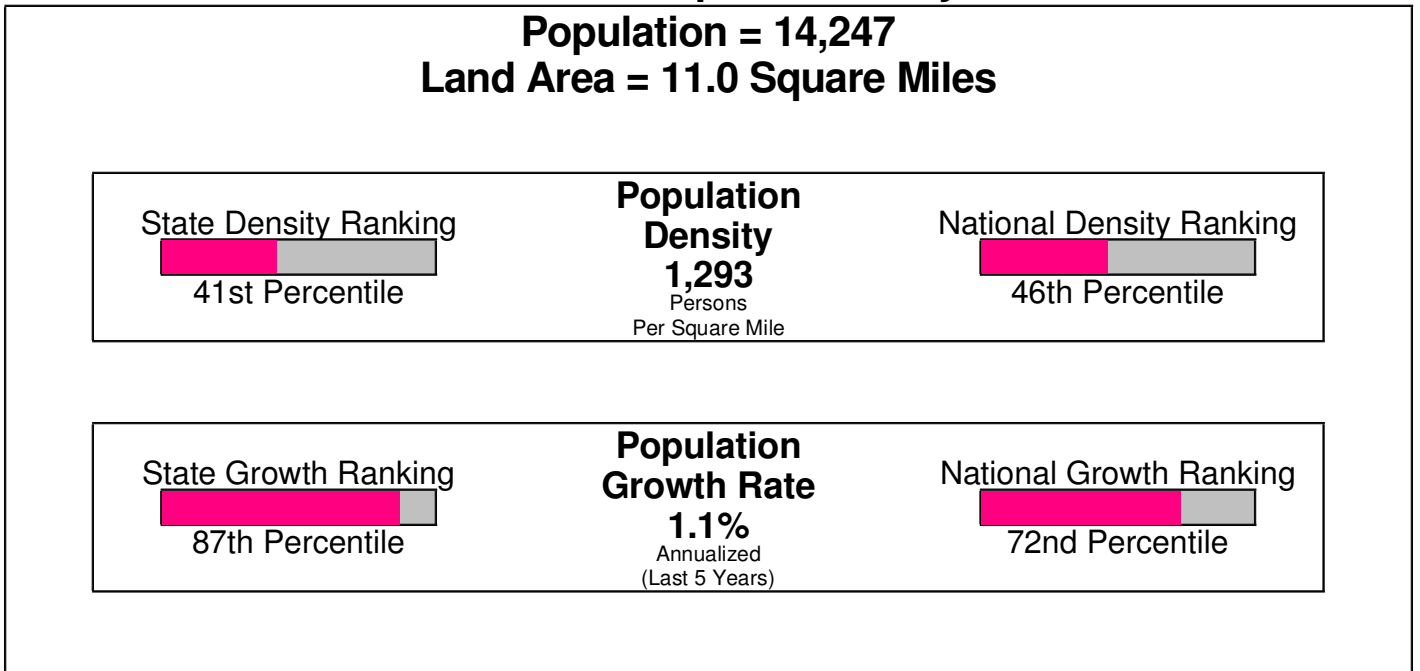 Population = 14,247
Land Area = 11.0 Square Miles
State Density Ranking
41st Percentile
Population
Density
1,293
Persons
Per Square Mile
National Density Ranking
46th Percentile
State Growth Ranking
87th Percentile
Population
Growth Rate
1.1%
Annualized
(Last 5 Years)
National Growth Ranking
72nd Percentile